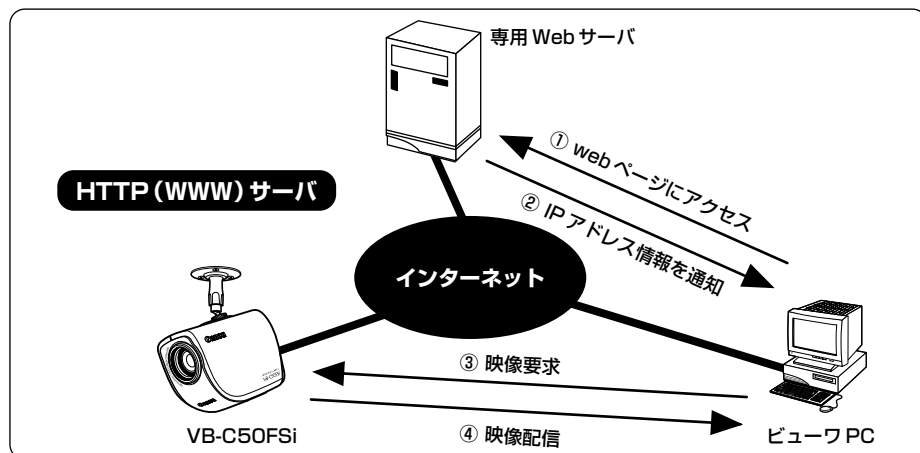 専用 Web サーバ
① web ページにアクセス
② IP アドレス情報を通知
HTTP(WWW)サーバ
インターネット
Canon
③ 映像要求
④ 映像配信
VB-C50FSi
ビューワ PC